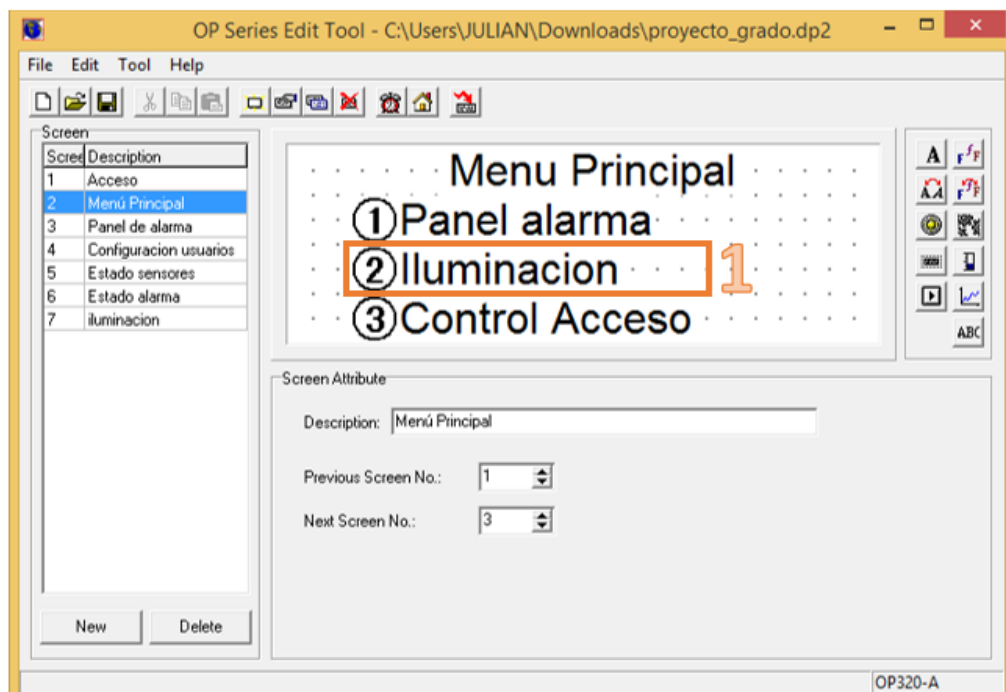 OP Series Edit Tool - C:\Users\JULIAN\Downloads\proyecto_grado.dp2
File Edit Tool Help
Screen
Scree Description
1 Acceso
2 Menú Principal
3 Panel de alarma
4 Configuracion usuarios
5 Estado sensores
6 Estado alarma
7 iluminacion
New Delete
Menu Principal
①Panel alarma
②Iluminacion 1
③Control Acceso
A FfF
AA FfF
ABC
Screen Attribute
Description: Menú Principal
Previous Screen No.: 1
Next Screen No.: 3
OP320-A